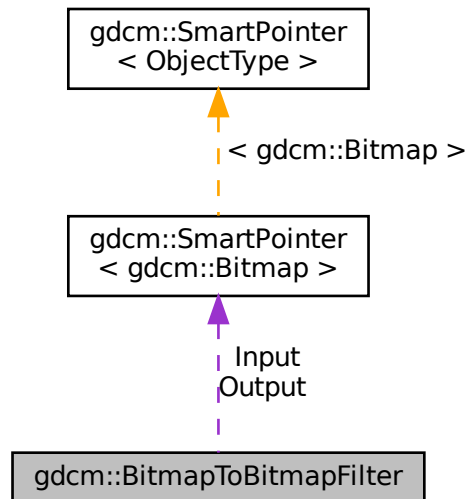 gdcm::SmartPointer
< ObjectType >
< gdcm::Bitmap >
gdcm::SmartPointer
< gdcm::Bitmap >
Input
Output
gdcm::BitmapToBitmapFilter